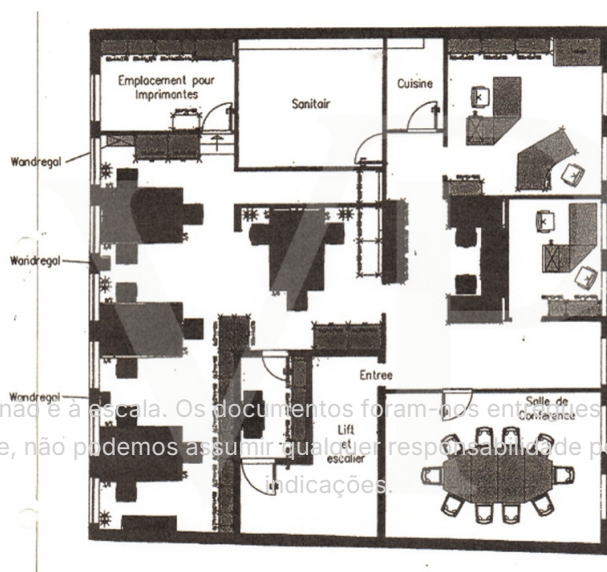 Emplacement pour
Imprimantes
Sanitair
Cuisine
Wandregal
Wandregal
Entree
Wandregal
Salle de
Conference
Lift
et
escalier
não é à escala. Os documentos foram-nos entregues
e, não podemos assumir qualquer responsabilidade p
indicações.